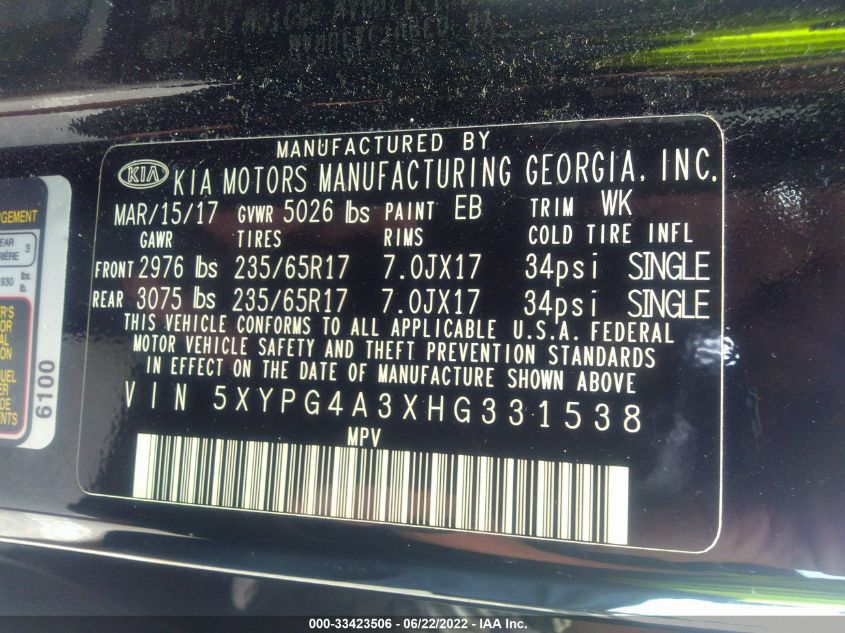 MANUFACTURED BY
KIA KIA MOTORS MANUFACTURING GEORGIA, INC.
MAR/15/17 GVWR 5026 lbs PAINT EB TRIM WK
GAWR TIRES RIMS COLD TIRE INFL
FRONT 2976 lbs 235/65R17 7.0JX17 34psi SINGLE
REAR 3075 lbs 235/65R17 7.0JX17 34psi SINGLE
THIS VEHICLE CONFORMS TO ALL APPLICABLE U.S.A. FEDERAL
MOTOR VEHICLE SAFETY AND THEFT PREVENTION STANDARDS
IN EFFECT ON THE DATE OF MANUFACTURE SHOWN ABOVE
VIN 5XYPG4A3XHG331538
MPV
3
930 lbs.
6100
000-33423506 / 06/22/2022 - IAA Inc.